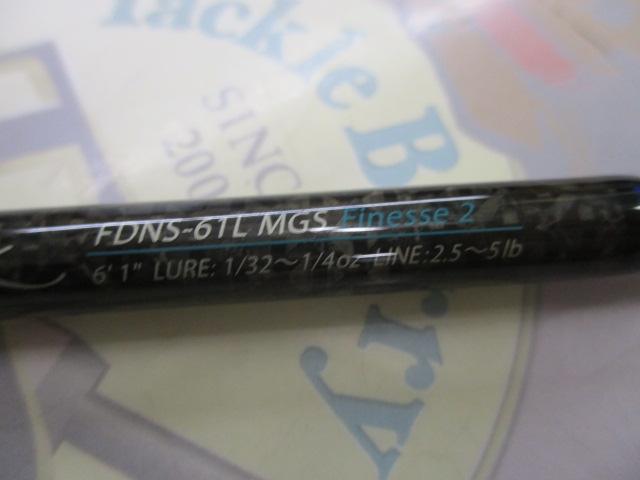 Tackle Berry
SINC
200
FDNS-61L MGS Finesse 2
6' 1" LURE: 1/32～1/4oz LINE:2.5～5lb